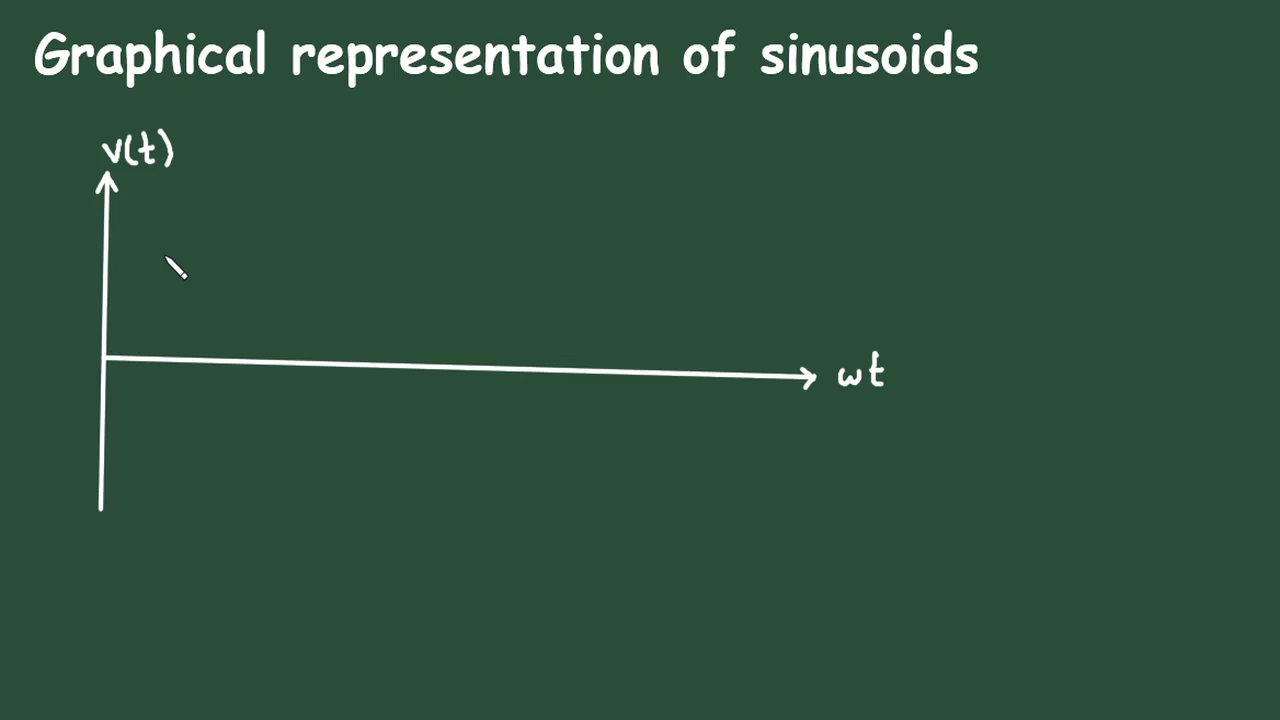 Graphical representation of sinusoids
v(t)
ωt